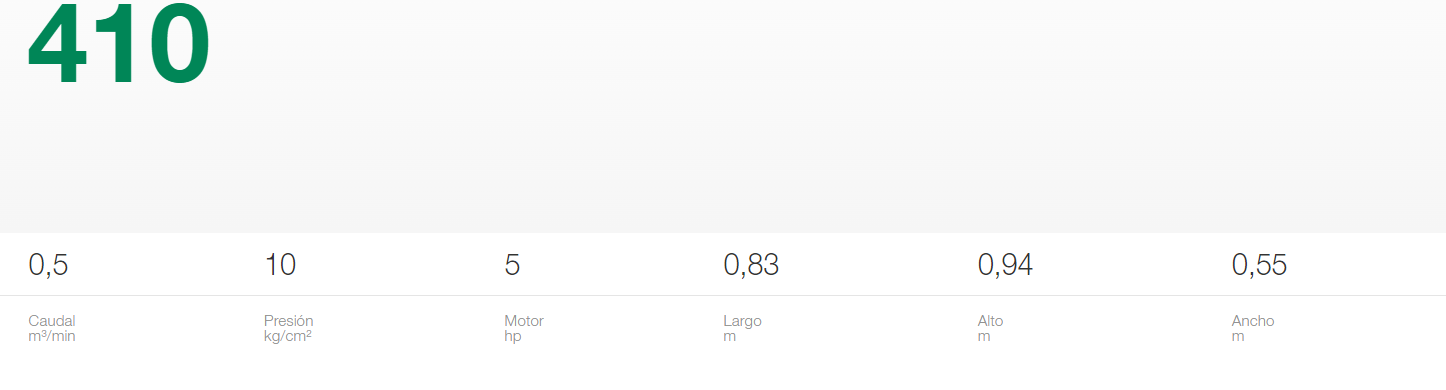 410
0,5 10 5 0,83 0,94 0,55
Caudal Presión Motor Largo Alto Ancho
m³/min kg/cm² hp m m m